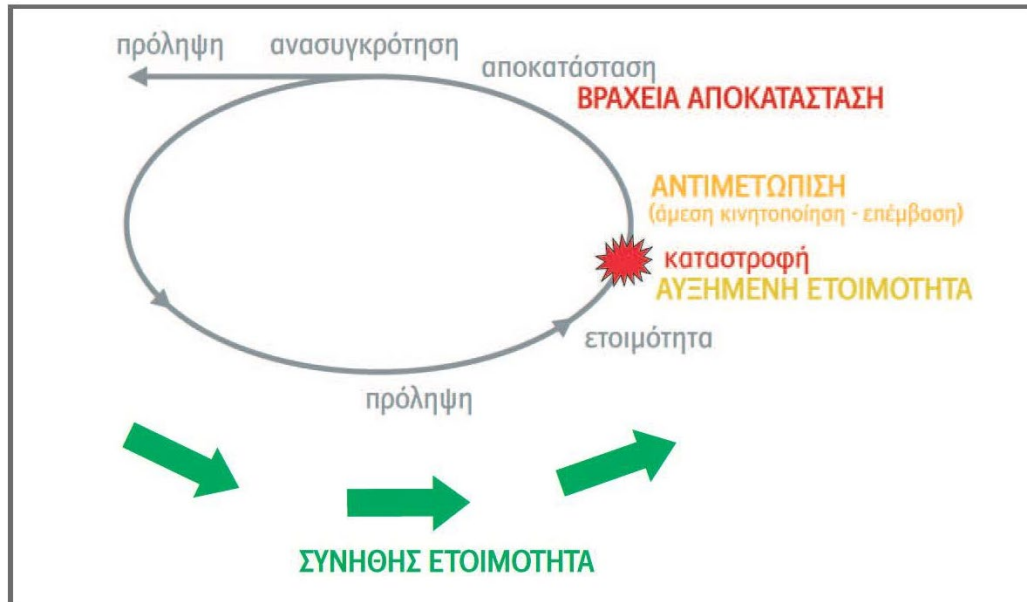 πρόληψη
ανασυγκρότηση
αποκατάσταση
ΒΡΑΧΕΙΑ ΑΠΟΚΑΤΑΣΤΑΣΗ
ΑΝΤΙΜΕΤΩΠΙΣΗ
(άμεση κινητοποίηση - επέμβαση)
καταστροφή
ΑΥΞΗΜΕΝΗ ΕΤΟΙΜΟΤΗΤΑ
ετοιμότητα
πρόληψη
ΣΥΝΗΘΗΣ ΕΤΟΙΜΟΤΗΤΑ